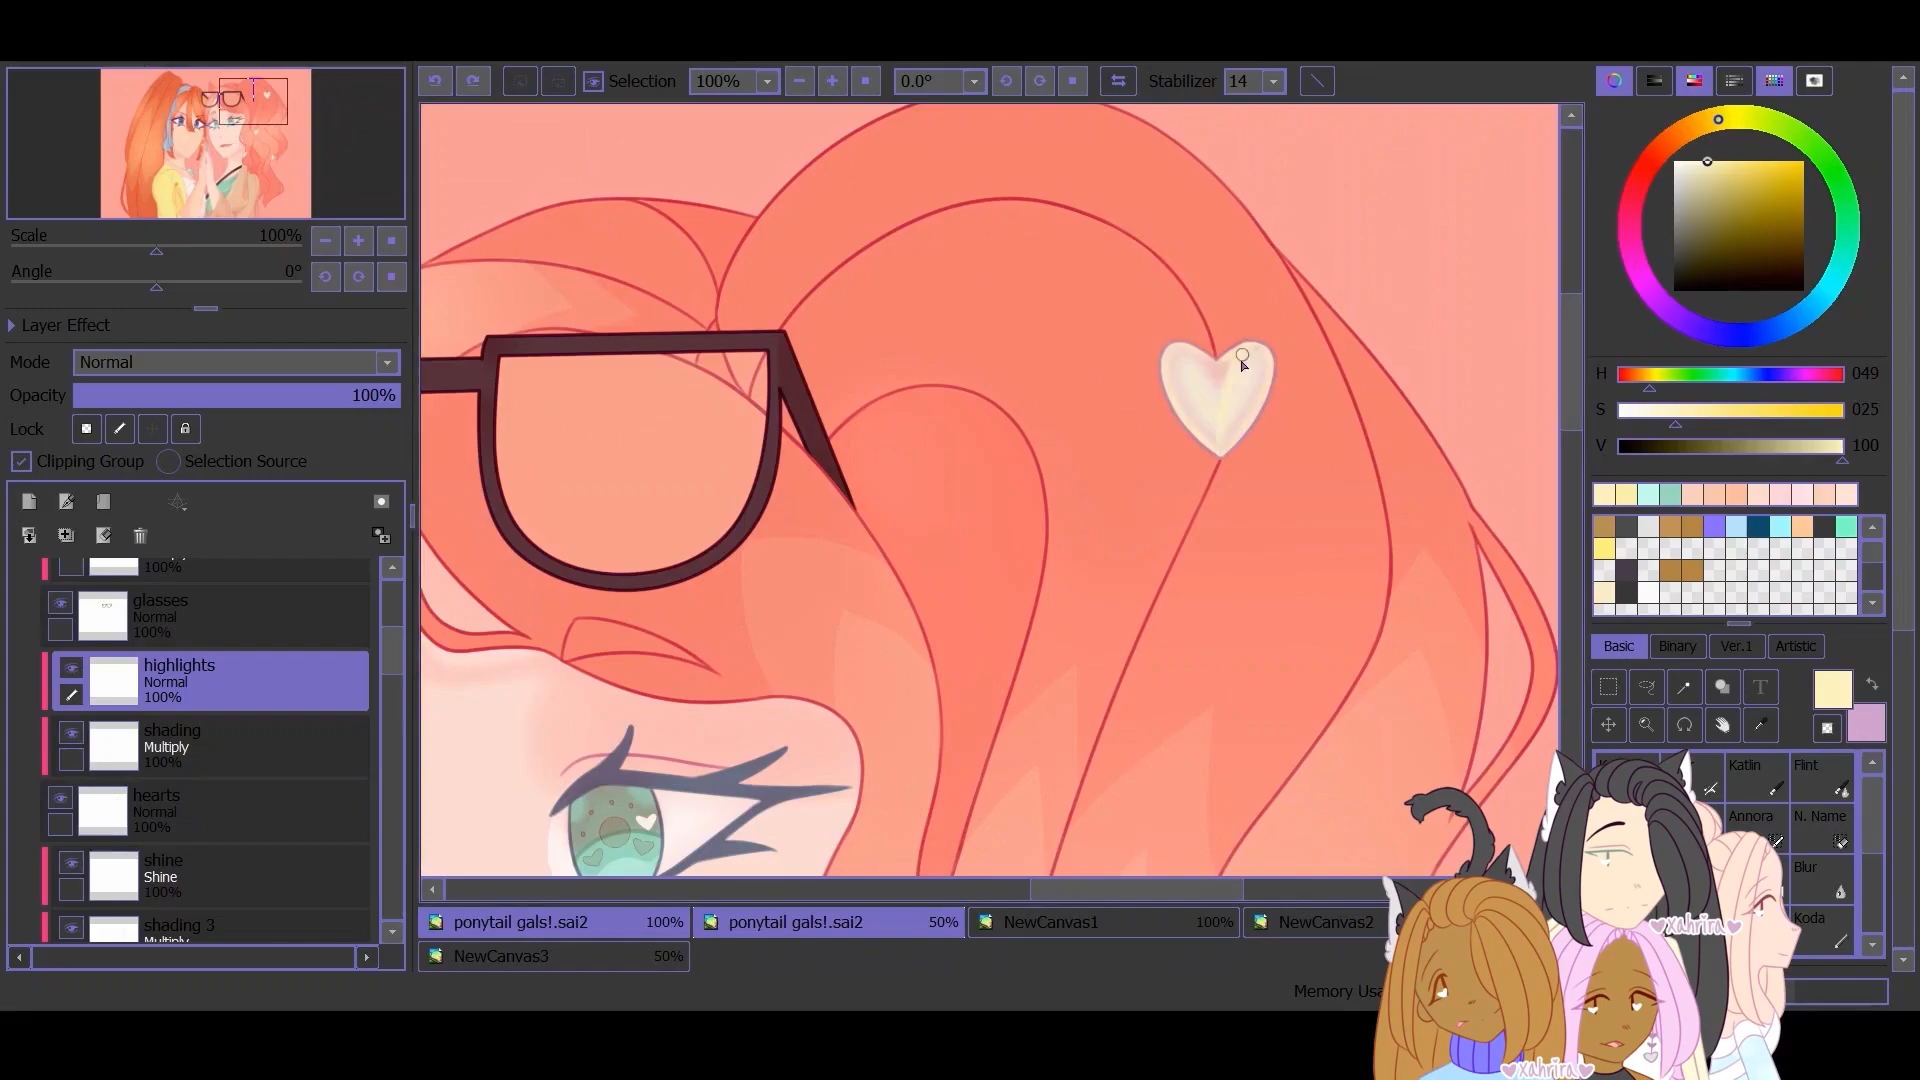 Selection
100%
0.0°
Stabilizer
14
Scale
100%
Angle
0°
Layer Effect
Mode
Normal
Opacity
100%
Lock
Clipping Group
Selection Source
100%
glasses
Normal
100%
highlights
Normal
100%
shading
Multiply
100%
hearts
Normal
100%
shine
Shine
100%
shading 3
Multiply
ponytail gals!.sai2
100%
ponytail gals!.sai2
50%
NewCanvas1
100%
NewCanvas2
NewCanvas3
50%
Memory Usa
H
049
S
025
V
100
Basic
Binary
Ver.1
Artistic
T
Katlin
Flint
Annora
N. Name
Blur
Koda
xahrira
xahrira